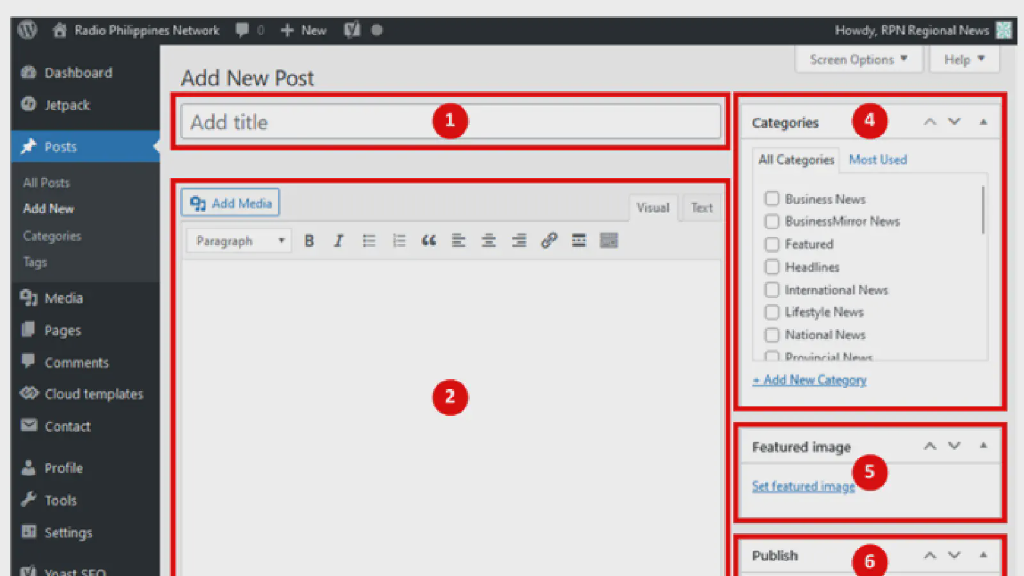 Radio Philippines Network 0 New Howdy, RPN Regional News
Screen Options Help
Dashboard
Jetpack
Posts
All Posts
Add New
Categories
Tags
Media
Pages
Comments
Cloud templates
Contact
Profile
Tools
Settings
Yoast SEO
Add New Post
Add title
1
Add Media
Visual Text
Paragraph B I
2
Categories
4
All Categories Most Used
Business News
BusinessMirror News
Featured
Headlines
International News
Lifestyle News
National News
Provincial News
+ Add New Category
Featured image
5
Set featured image
Publish
6